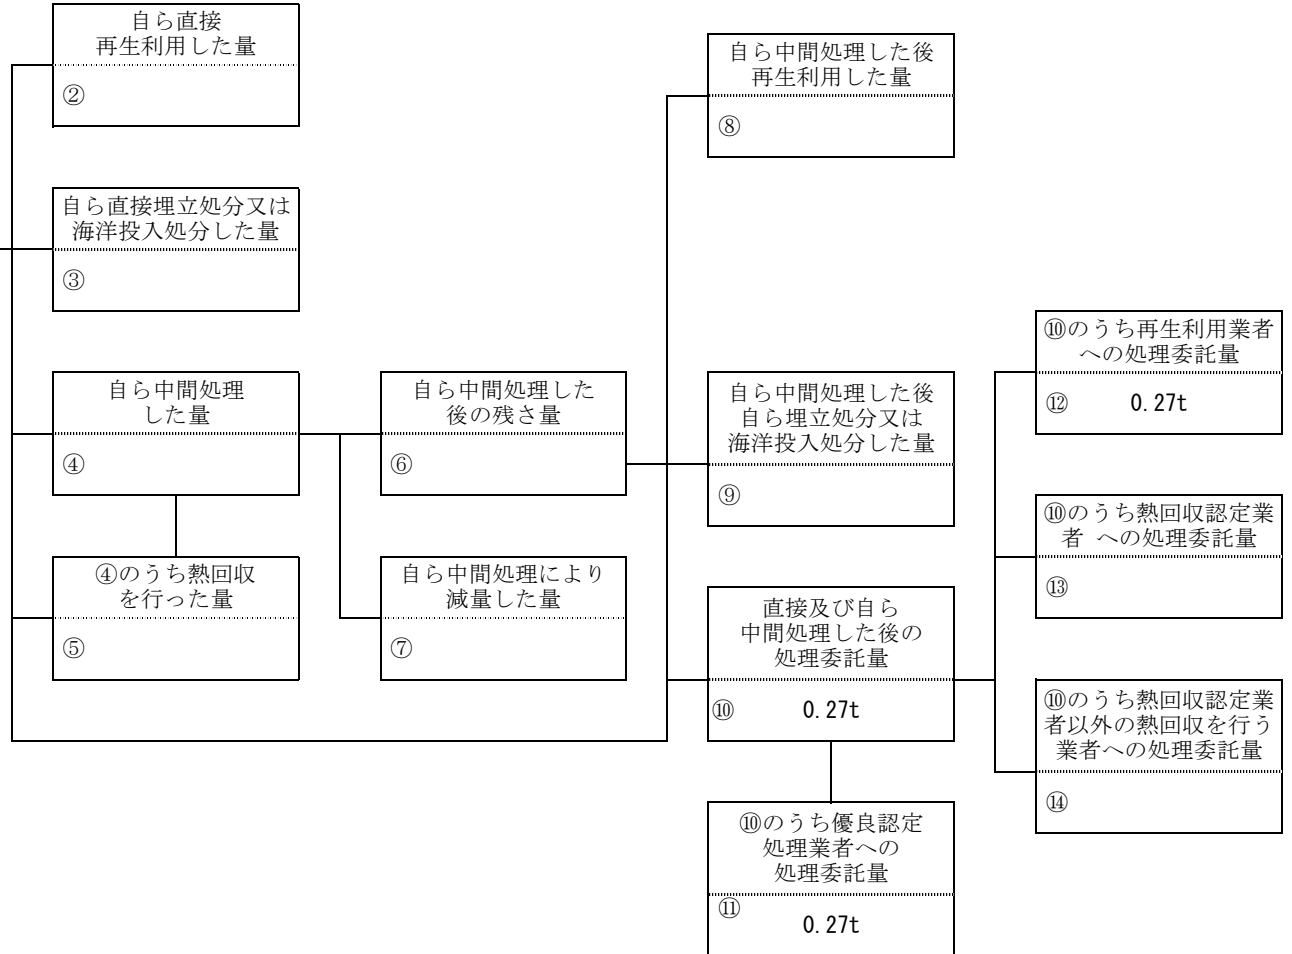 自ら直接
再生利用した量
②
自ら直接埋立処分又は
海洋投入処分した量
③
自ら中間処理
した量
④
④のうち熱回収
を行った量
⑤
自ら中間処理した
後の残さ量
⑥
自ら中間処理により
減量した量
⑦
自ら中間処理した後
再生利用した量
⑧
自ら中間処理した後
自ら埋立処分又は
海洋投入処分した量
⑨
直接及び自ら
中間処理した後の
処理委託量
⑩ 0.27t
⑩のうち優良認定
処理業者への
処理委託量
⑪
0.27t
⑩のうち再生利用業者
への処理委託量
⑫ 0.27t
⑩のうち熱回収認定業
者 への処理委託量
⑬
⑩のうち熱回収認定業
者以外の熱回収を行う
業者への処理委託量
⑭